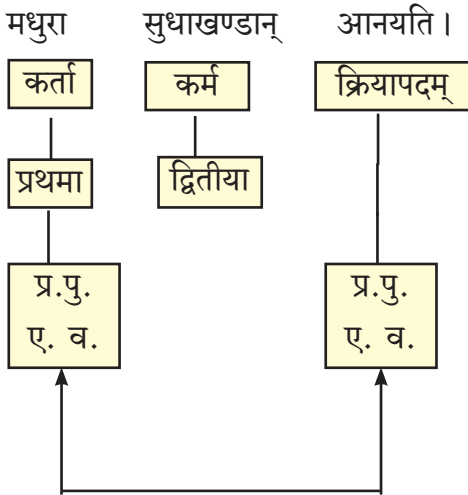 मधुरा सुधाखण्डान् आनयति ।
कर्ता कर्म क्रियापदम्
प्रथमा द्वितीया
प्र.पु. प्र.पु.
ए. व. ए. व.